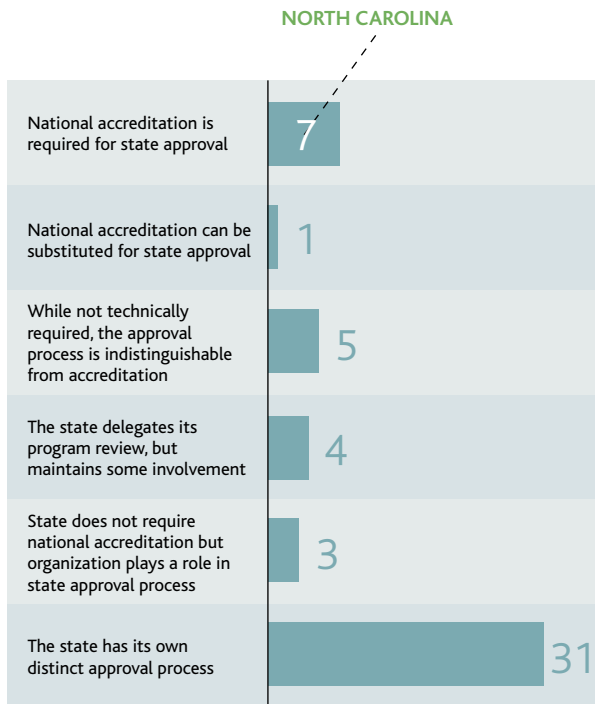 NORTH CAROLINA
National accreditation is
required for state approval
7
National accreditation can be
substituted for state approval
1
While not technically
required, the approval
process is indistinguishable
from accreditation
5
The state delegates its
program review, but
maintains some involvement
4
State does not require
national accreditation but
organization plays a role in
state approval process
3
The state has its own
distinct approval process
31